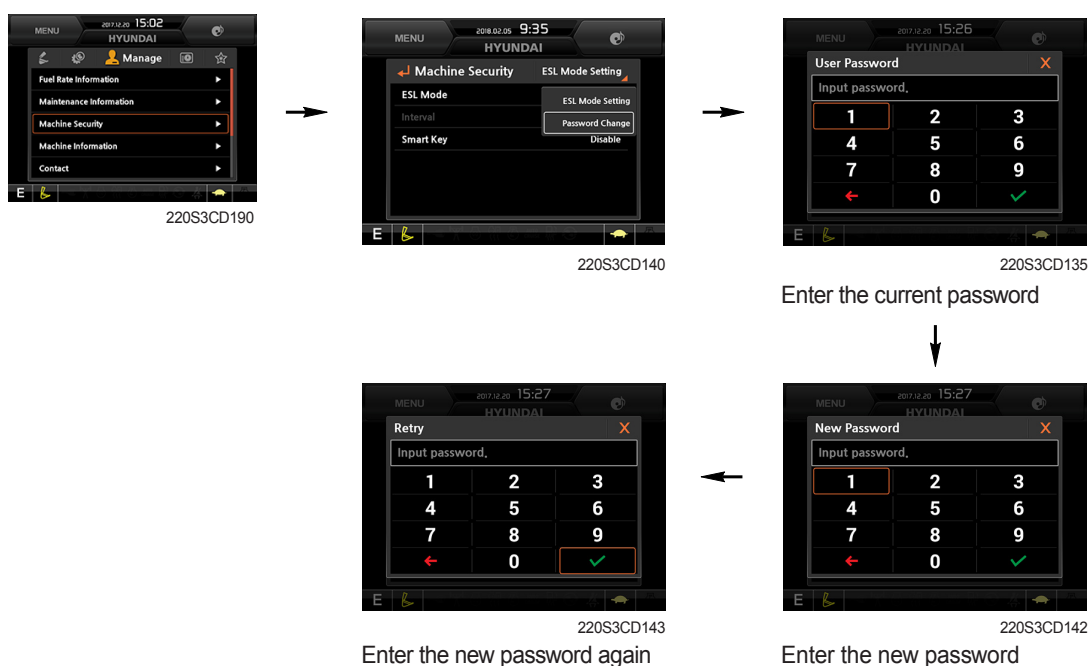 MENU 2017.12.20 15:02
HYUNDAI
Manage
Fuel Rate Information
Maintenance Information
Machine Security
Machine Information
Contact
E
220S3CD190
MENU 2018.02.05 9:35
HYUNDAI
Machine Security ESL Mode Setting
ESL Mode
ESL Mode Setting
Interval
Password Change
Smart Key Disable
E
220S3CD140
MENU 2017.12.20 15:26
HYUNDAI
User Password X
Input password.
1 2 3
4 5 6
7 8 9
0
E
220S3CD135
Enter the current password
MENU 2017.12.20 15:27
HYUNDAI
New Password X
Input password.
1 2 3
4 5 6
7 8 9
0
E
220S3CD142
Enter the new password
MENU 2017.12.20 15:27
HYUNDAI
Retry X
Input password.
1 2 3
4 5 6
7 8 9
0
E
220S3CD143
Enter the new password again